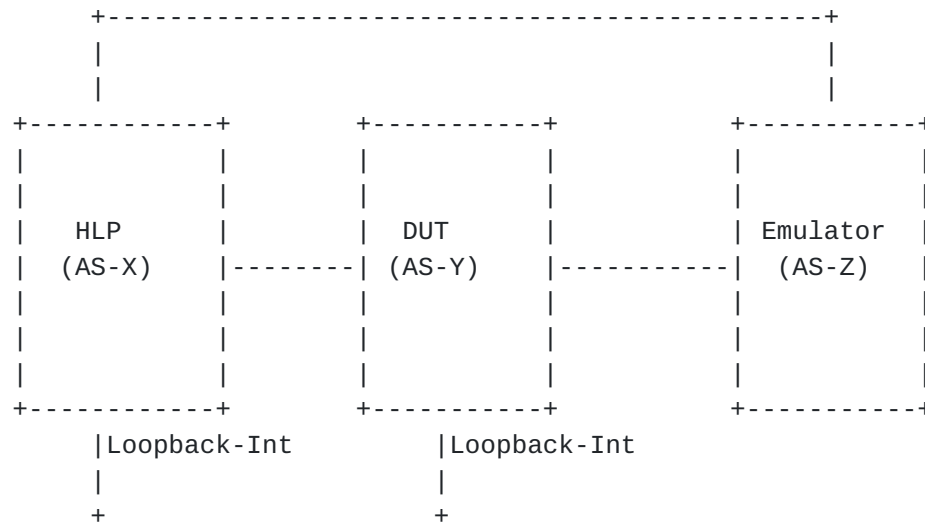 HLP DUT Emulator
(AS-X) (AS-Y) (AS-Z)
Loopback-Int Loopback-Int